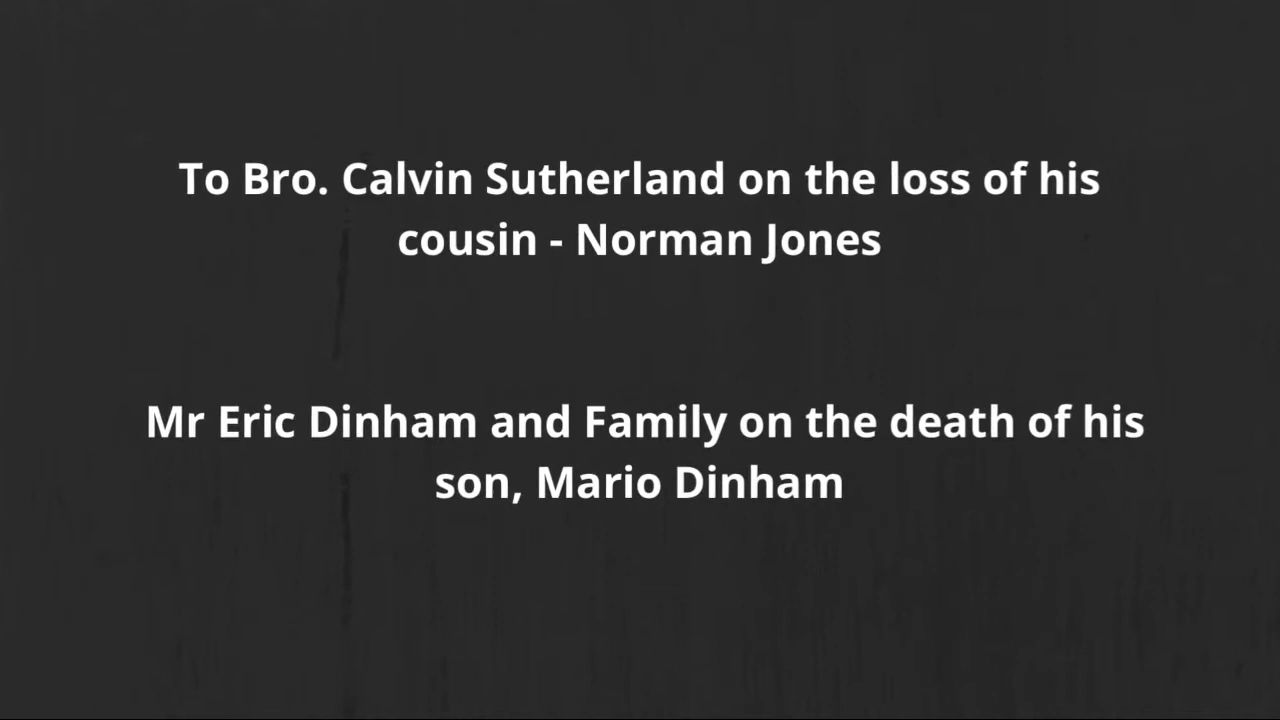 To Bro. Calvin Sutherland on the loss of his
cousin - Norman Jones
Mr Eric Dinham and Family on the death of his
son, Mario Dinham